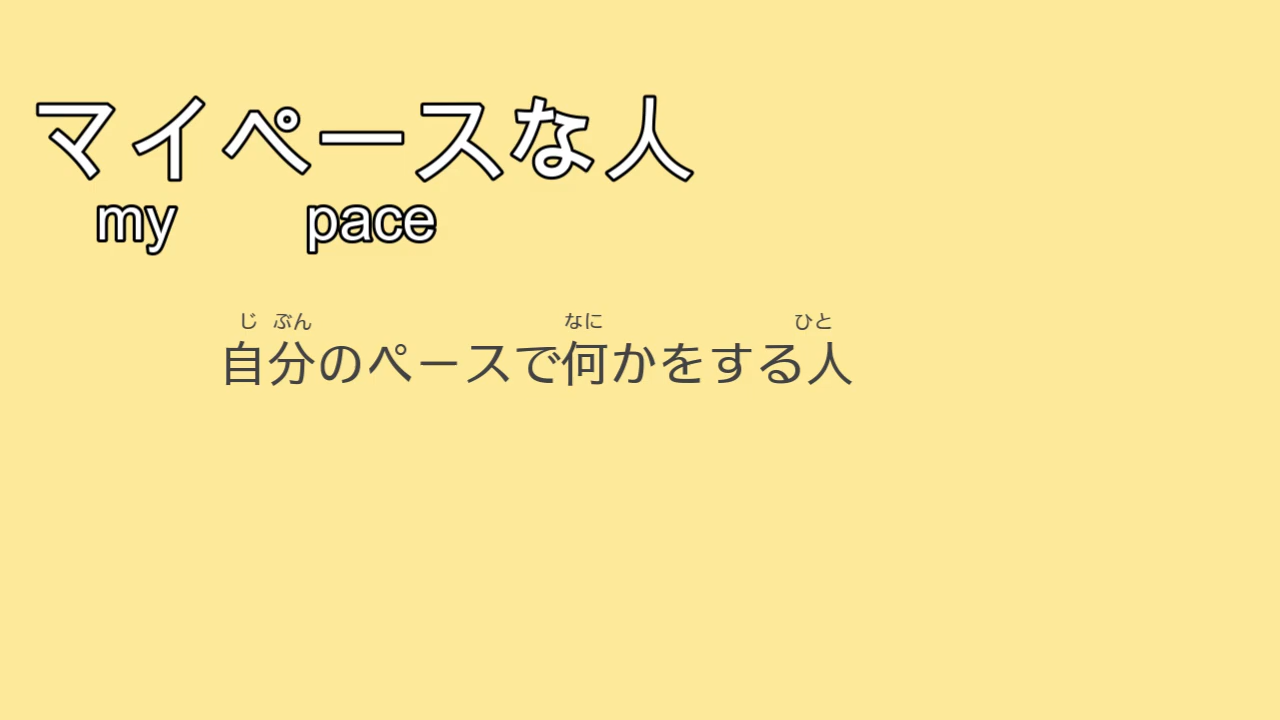 マイペースな人
my pace
じ ぶん なに ひと
自分のペースで何かをする人